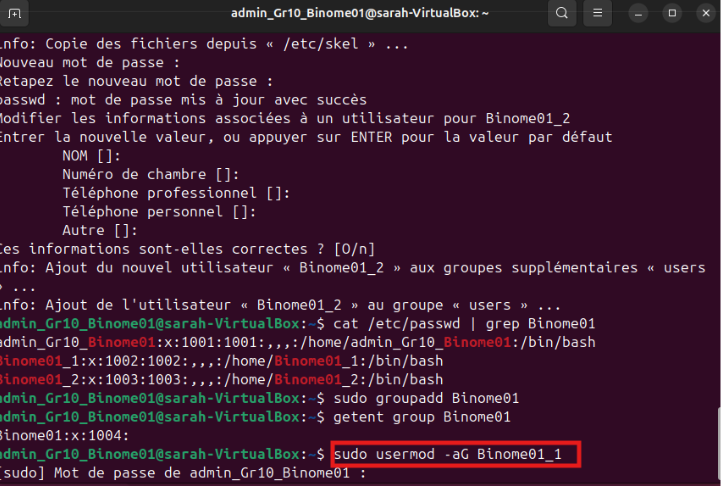 admin_Gr10_Binome01@sarah-VirtualBox: ~
info: Copie des fichiers depuis « /etc/skel » ...
Nouveau mot de passe :
Retapez le nouveau mot de passe :
passwd : mot de passe mis à jour avec succès
Modifier les informations associées à un utilisateur pour Binome01_2
Entrer la nouvelle valeur, ou appuyer sur ENTER pour la valeur par défaut
NOM []:
Numéro de chambre []:
Téléphone professionnel []:
Téléphone personnel []:
Autre []:
Ces informations sont-elles correctes ? [O/n]
info: Ajout du nouvel utilisateur « Binome01_2 » aux groupes supplémentaires « users
» ...
info: Ajout de l'utilisateur « Binome01_2 » au groupe « users » ...
admin_Gr10_Binome01@sarah-VirtualBox:~$ cat /etc/passwd | grep Binome01
admin_Gr10_Binome01:x:1001:1001:,,,:/home/admin_Gr10_Binome01:/bin/bash
Binome01_1:x:1002:1002:,,,:/home/Binome01_1:/bin/bash
Binome01_2:x:1003:1003:,,,:/home/Binome01_2:/bin/bash
admin_Gr10_Binome01@sarah-VirtualBox:~$ sudo groupadd Binome01
admin_Gr10_Binome01@sarah-VirtualBox:~$ getent group Binome01
Binome01:x:1004:
admin_Gr10_Binome01@sarah-VirtualBox:~$ sudo usermod -aG Binome01_1
[sudo] Mot de passe de admin_Gr10_Binome01 :